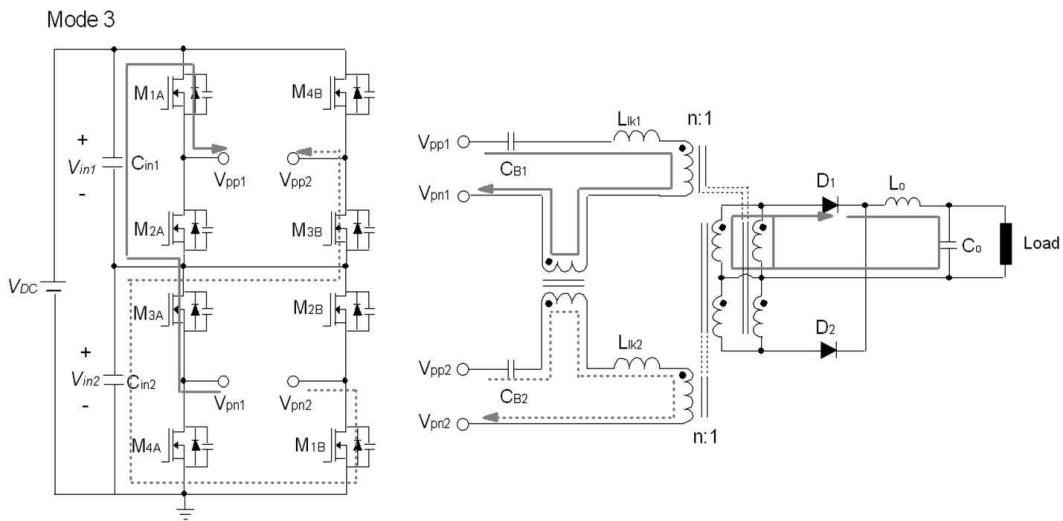 Mode 3
M1A
M4B
+
Vin1
-
Cin1
Vpp1
Vpp2
M2A
M3B
VDC
M3A
M2B
+
Vin2
-
Cin2
Vpn1
Vpn2
M4A
M1B
Vpp1
CB1
Llk1
n:1
Vpn1
D1
Lo
Co
Load
D2
Vpp2
CB2
Llk2
Vpn2
n:1